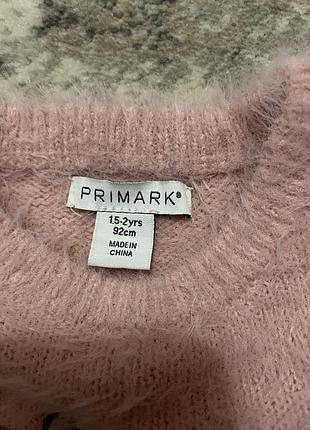 PRIMARK®
1.5-2yrs
92cm
MADE IN
CHINA